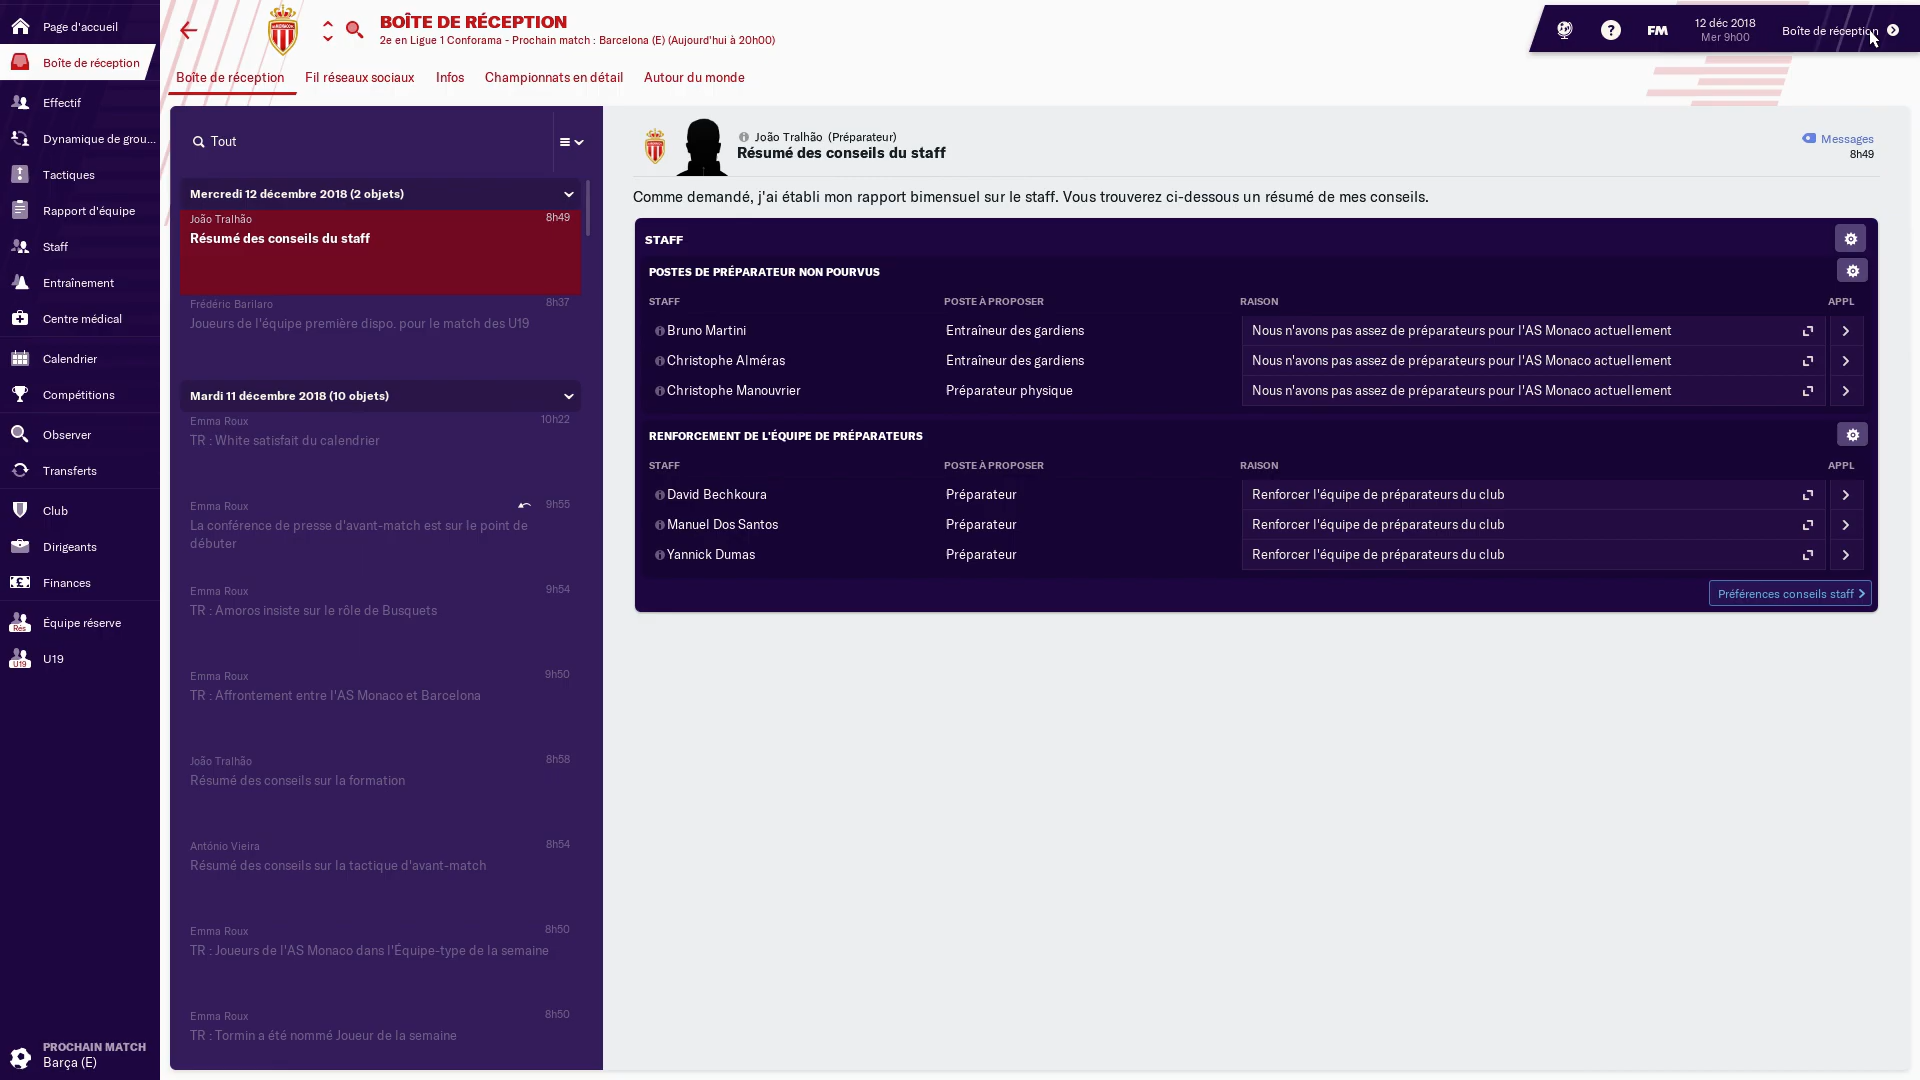 Page d'accueil
Boîte de réception
Effectif
Dynamique de grou...
Tactiques
Rapport d'équipe
Staff
Entraînement
Centre médical
Calendrier
Compétitions
Observer
Transferts
Club
Dirigeants
Finances
Rés
Équipe réserve
U19
U19
PROCHAIN MATCH
Barça (E)
BOÎTE DE RÉCEPTION
2e en Ligue 1 Conforama - Prochain match : Barcelona (E) (Aujourd'hui à 20h00)
FM
12 déc 2018
Mer 9h00
Boîte de réception
Boîte de réception
Fil réseaux sociaux
Infos
Championnats en détail
Autour du monde
Tout
Mercredi 12 décembre 2018 (2 objets)
João Tralhão 8h49
Résumé des conseils du staff
Frédéric Barilaro 8h37
Joueurs de l'équipe première dispo. pour le match des U19
Mardi 11 décembre 2018 (10 objets)
Emma Roux 10h22
TR : White satisfait du calendrier
Emma Roux 9h55
La conférence de presse d'avant-match est sur le point de
débuter
Emma Roux 9h54
TR : Amoros insiste sur le rôle de Busquets
Emma Roux 9h50
TR : Affrontement entre l'AS Monaco et Barcelona
João Tralhão 8h58
Résumé des conseils sur la formation
António Vieira 8h54
Résumé des conseils sur la tactique d'avant-match
Emma Roux 8h50
TR : Joueurs de l'AS Monaco dans l'Équipe-type de la semaine
Emma Roux 8h50
TR : Tormin a été nommé Joueur de la semaine
João Tralhão (Préparateur)
Résumé des conseils du staff
Messages
8h49
Comme demandé, j'ai établi mon rapport bimensuel sur le staff. Vous trouverez ci-dessous un résumé de mes conseils.
STAFF
POSTES DE PRÉPARATEUR NON POURVUS
STAFF POSTE À PROPOSER RAISON APPL
Bruno Martini Entraîneur des gardiens Nous n'avons pas assez de préparateurs pour l'AS Monaco actuellement
Christophe Alméras Entraîneur des gardiens Nous n'avons pas assez de préparateurs pour l'AS Monaco actuellement
Christophe Manouvrier Préparateur physique Nous n'avons pas assez de préparateurs pour l'AS Monaco actuellement
RENFORCEMENT DE L'ÉQUIPE DE PRÉPARATEURS
STAFF POSTE À PROPOSER RAISON APPL
David Bechkoura Préparateur Renforcer l'équipe de préparateurs du club
Manuel Dos Santos Préparateur Renforcer l'équipe de préparateurs du club
Yannick Dumas Préparateur Renforcer l'équipe de préparateurs du club
Préférences conseils staff